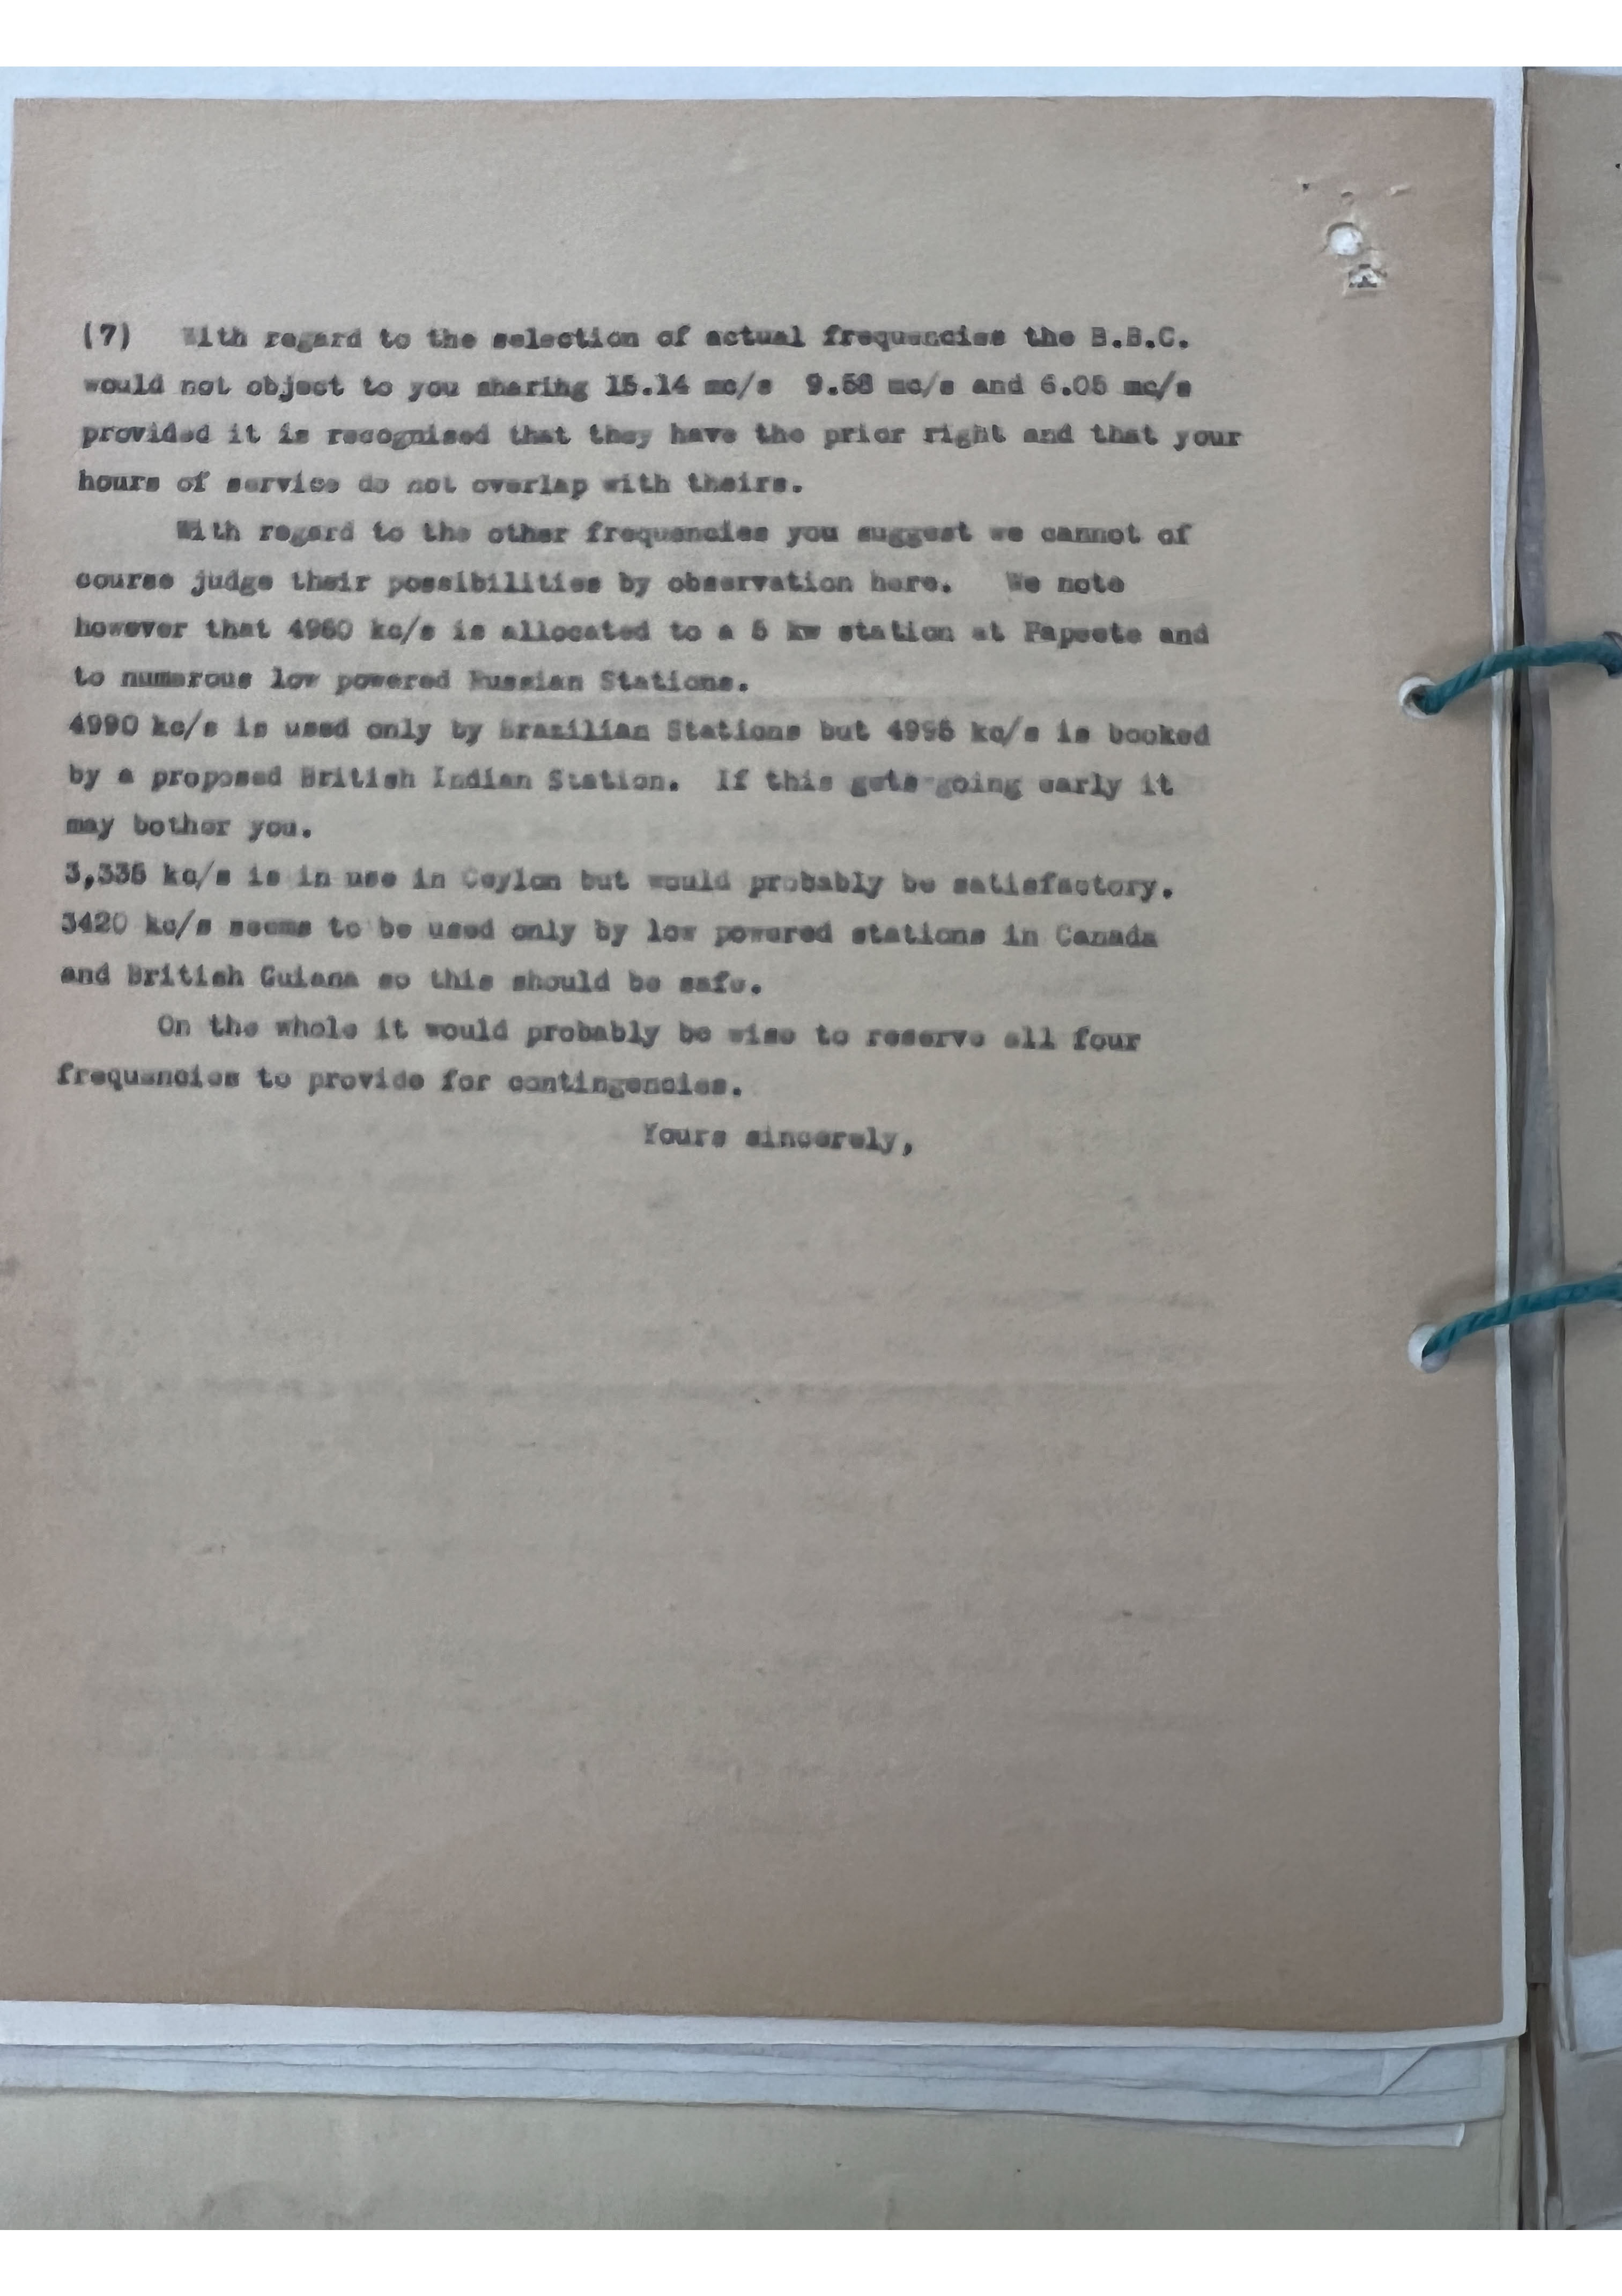 (7) With regard to the selection of actual frequencies the B.B.C.
would not object to you sharing 15.14 mc/s 9.58 mc/s and 6.05 mc/s
provided it is recognised that they have the prior right and that your
hours of service do not overlap with theirs.
With regard to the other frequencies you suggest we cannot of
course judge their possibilities by observation here. We note
however that 4960 kc/s is allocated to a 5 kw station at Papeete and
to numerous low powered Russian Stations.
4990 kc/s is used only by Brazilian Stations but 4995 kc/s is booked
by a proposed British Indian Station. If this gets going early it
may bother you.
3,335 kc/s is in use in Ceylon but would probably be satisfactory.
3420 kc/s seems to be used only by low powered stations in Canada
and British Guiana so this should be safe.
On the whole it would probably be wise to reserve all four
frequencies to provide for contingencies.
Yours sincerely,